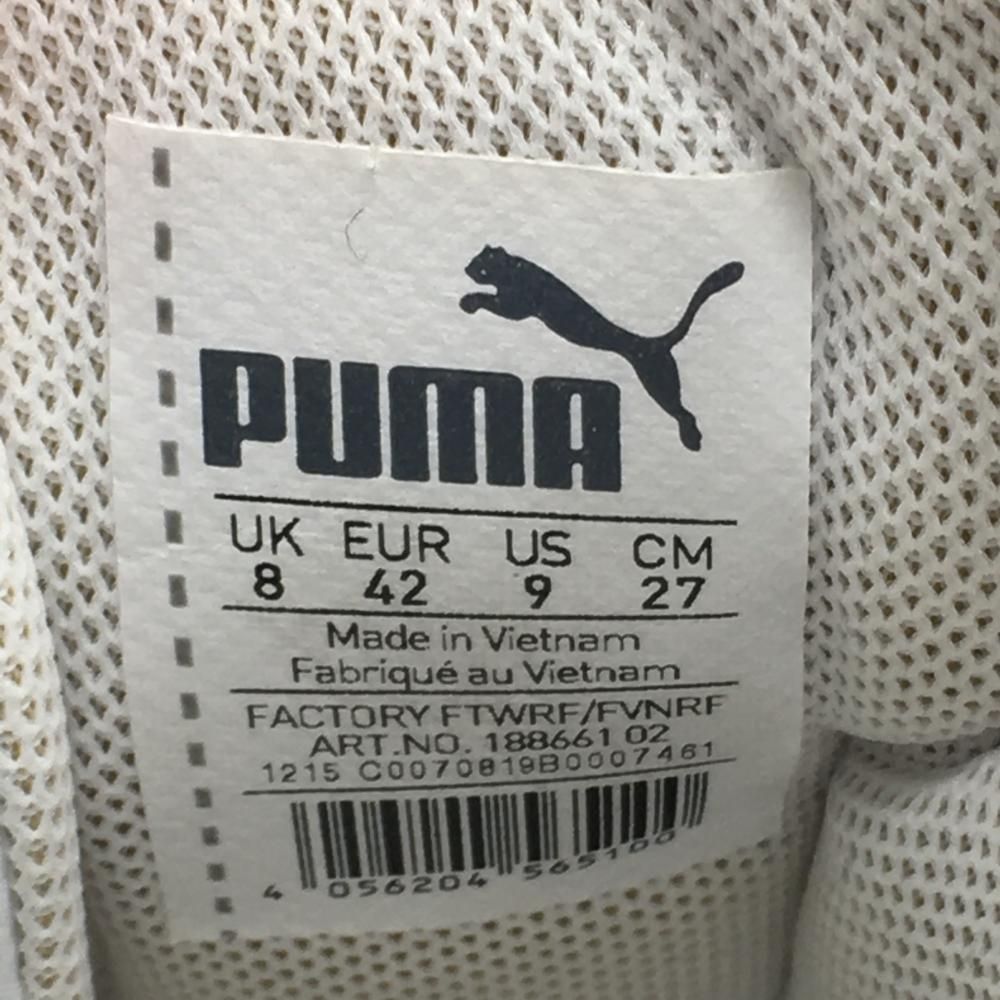 PUMA
UK EUR US CM
8 42 9 27
Made in Vietnam
Fabriqué au Vietnam
FACTORY FTWRF/FVNRF
ART.NO. 188661 02
1215 C0070819B0007461
4 056204 565100